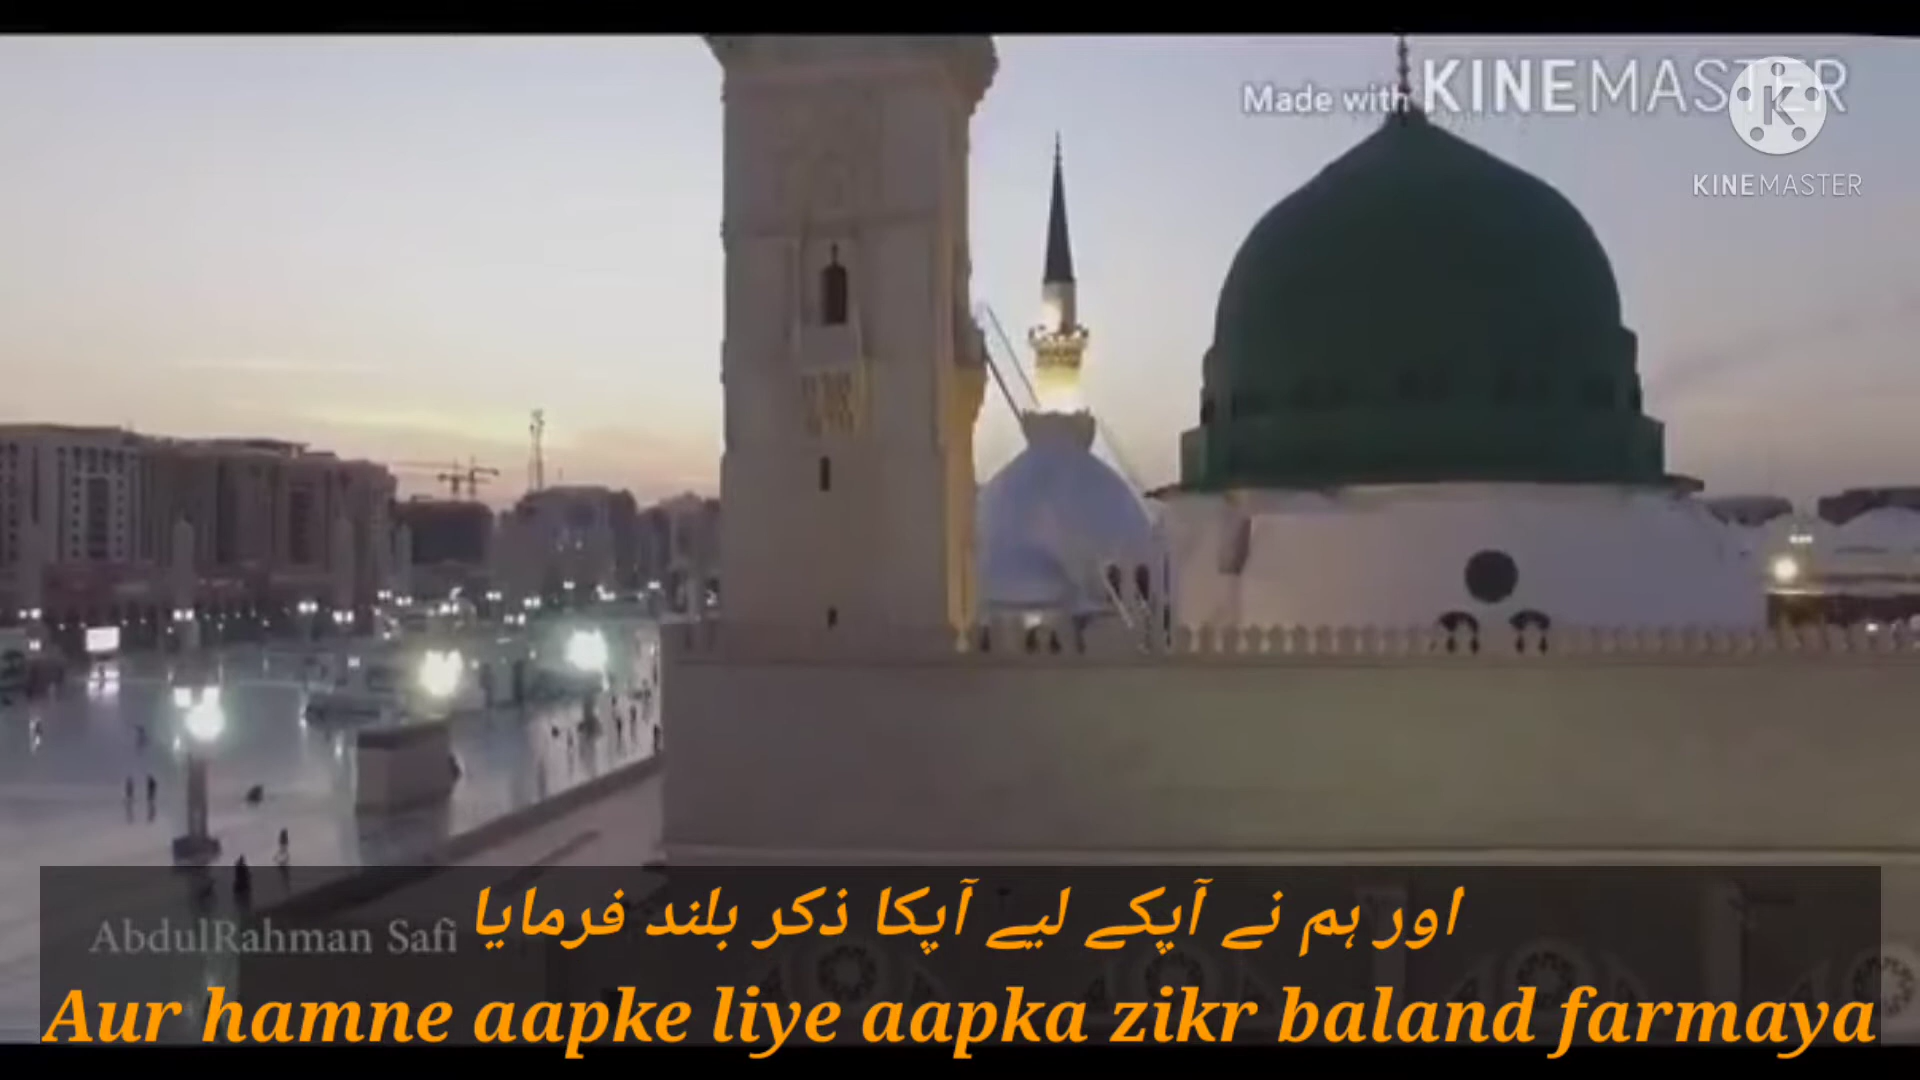 Made with KINEMASTER
K
KINEMASTER
اور ہم نے آپکے لیے آپکا ذکر بلند فرمایا
AbdulRahman Safi
Aur hamne aapke liye aapka zikr baland farmaya